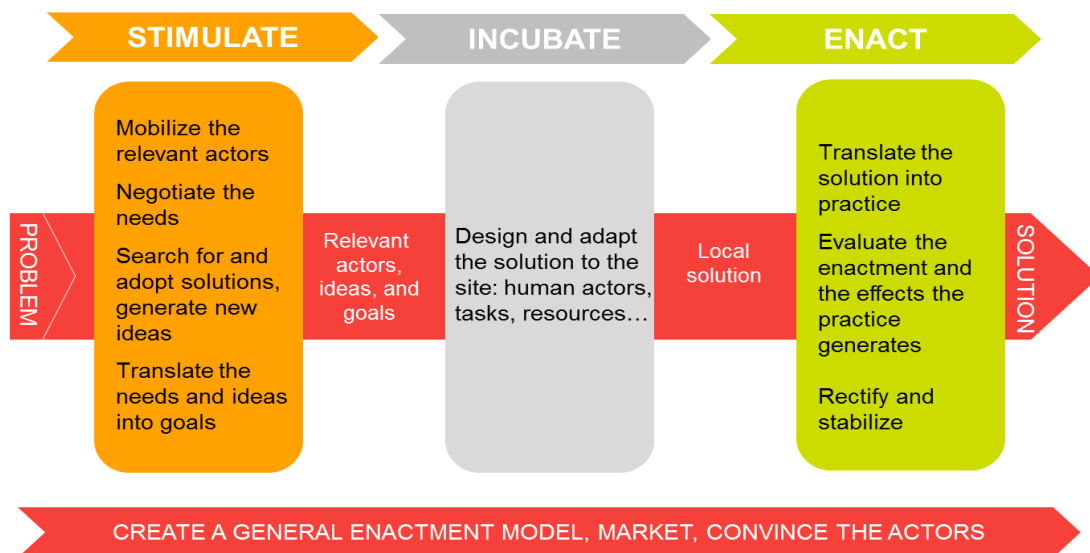 STIMULATE
INCUBATE
ENACT
PROBLEM
Mobilize the
relevant actors
Negotiate the
needs
Search for and
adopt solutions,
generate new
ideas
Translate the
needs and ideas
into goals
Relevant
actors,
ideas, and
goals
Design and adapt
the solution to the
site: human actors,
tasks, resources…
Local
solution
Translate the
solution into
practice
Evaluate the
enactment and
the effects the
practice
generates
Rectify and
stabilize
SOLUTION
CREATE A GENERAL ENACTMENT MODEL, MARKET, CONVINCE THE ACTORS